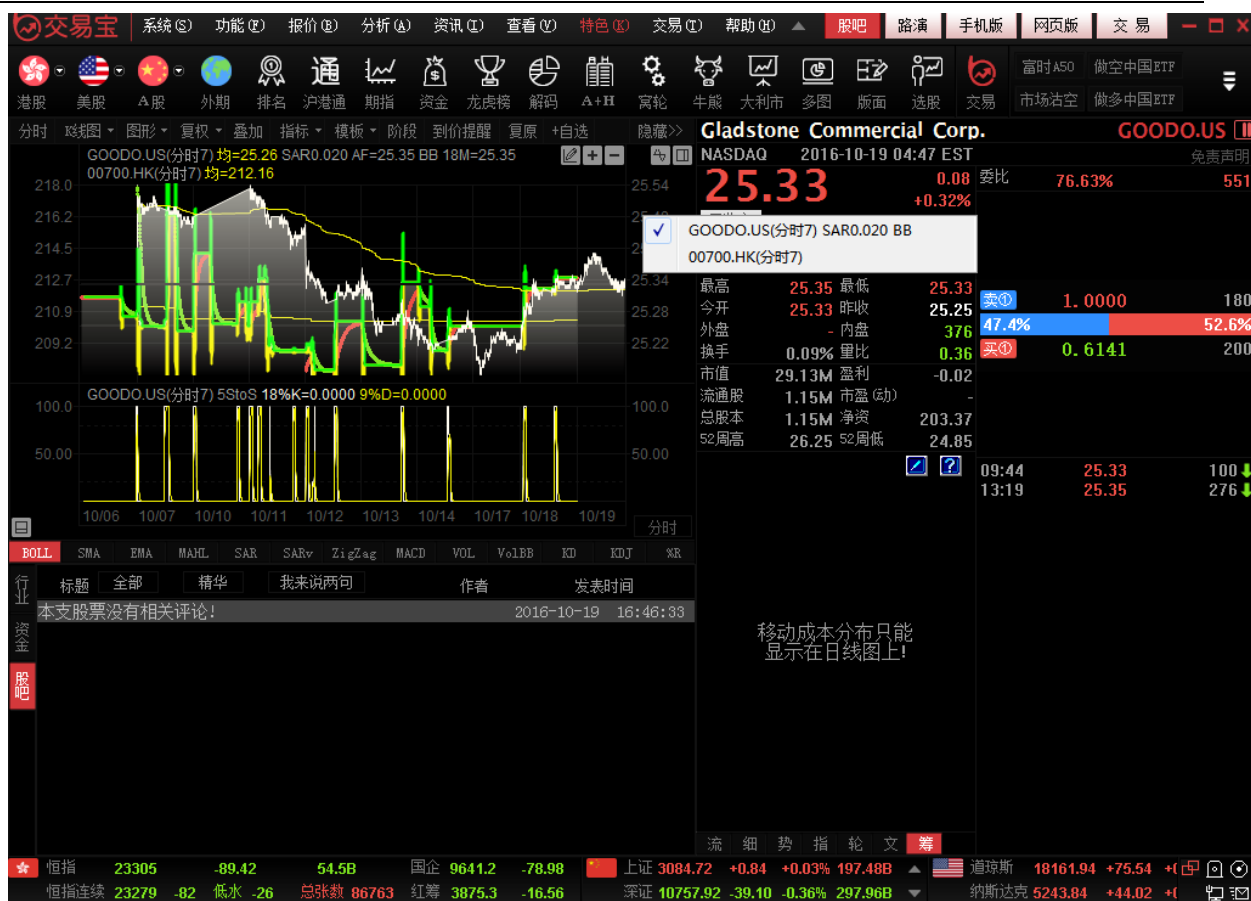 交易宝 系统(S) 功能(F) 报价(B) 分析(A) 资讯(I) 查看(V) 特色(K) 交易(T) 帮助(H) 股吧 路演 手机版 网页版 交 易
通 富时A50 做空中国ETF
港股 美股 A股 外期 排名 沪港通 期指 资金 龙虎榜 解码 A+H 窝轮 牛熊 大利市 多图 版面 选股 交易 市场沽空 做多中国ETF
分时 K线图 图形 复权 叠加 指标 模板 阶段 到价提醒 复原 +自选 隐藏>>
GOODO.US(分时7) 均=25.26 SAR0.020 AF=25.35 BB 18M=25.35
00700.HK(分时7) 均=212.16
218.0 25.54
216.2
214.5
212.7 25.34
210.9 25.28
209.2 25.22
GOODO.US(分时7) 5StoS 18%K=0.0000 9%D=0.0000
100.0 100.0
50.00 50.00
10/06 10/07 10/10 10/11 10/12 10/13 10/14 10/17 10/18 10/19 分时
BOLL SMA EMA MAHL SAR SARv ZigZag MACD VOL VolBB KD KDJ %R
行业 标题 全部 精华 我来说两句 作者 发表时间
本支股票没有相关评论! 2016-10-19 16:46:33
资金
股吧
Gladstone Commercial Corp. GOODO.US
NASDAQ 2016-10-19 04:47 EST 免责声明
25.33 0.08 委比 76.63% 551
+0.32%
✓ GOODO.US(分时7) SAR0.020 BB
00700.HK(分时7)
最高 25.35 最低 25.33
今开 25.33 昨收 25.25
外盘 - 内盘 376
换手 0.09% 量比 0.36
市值 29.13M 盈利 -0.02
流通股 1.15M 市盈(动) -
总股本 1.15M 净资 203.37
52周高 26.25 52周低 24.85
卖① 1.0000 180
47.4% 52.6%
买① 0.6141 200
09:44 25.33 100
13:19 25.35 276
移动成本分布只能
显示在日线图上!
流 细 势 指 轮 文 筹
恒指 23305 -89.42 54.5B 国企 9641.2 -78.98 上证 3084.72 +0.84 +0.03% 197.48B 道琼斯 18161.94 +75.54
恒指连续 23279 -82 低水 -26 总张数 86763 红筹 3875.3 -16.56 深证 10757.92 -39.10 -0.36% 297.96B 纳斯达克 5243.84 +44.02